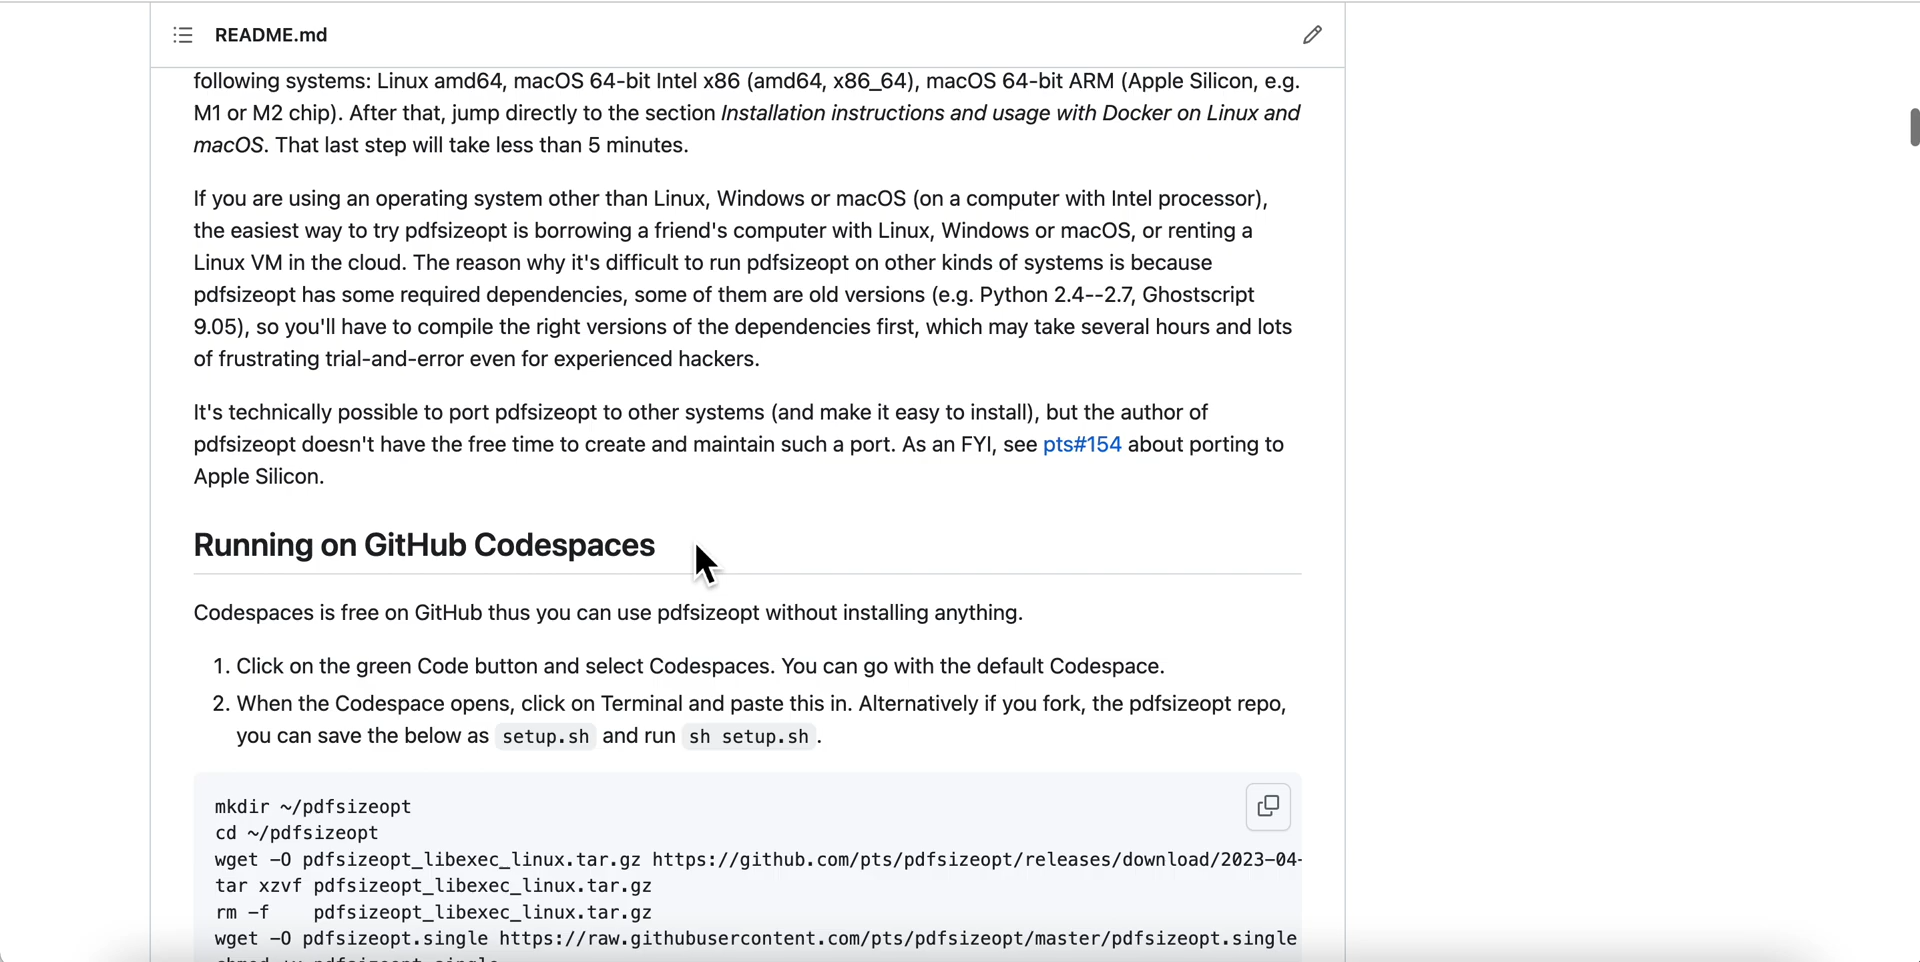 README.md
following systems: Linux amd64, macOS 64-bit Intel x86 (amd64, x86_64), macOS 64-bit ARM (Apple Silicon, e.g.
M1 or M2 chip). After that, jump directly to the section Installation instructions and usage with Docker on Linux and
macOS. That last step will take less than 5 minutes.
If you are using an operating system other than Linux, Windows or macOS (on a computer with Intel processor),
the easiest way to try pdfsizeopt is borrowing a friend's computer with Linux, Windows or macOS, or renting a
Linux VM in the cloud. The reason why it's difficult to run pdfsizeopt on other kinds of systems is because
pdfsizeopt has some required dependencies, some of them are old versions (e.g. Python 2.4--2.7, Ghostscript
9.05), so you'll have to compile the right versions of the dependencies first, which may take several hours and lots
of frustrating trial-and-error even for experienced hackers.
It's technically possible to port pdfsizeopt to other systems (and make it easy to install), but the author of
pdfsizeopt doesn't have the free time to create and maintain such a port. As an FYI, see pts#154 about porting to
Apple Silicon.
Running on GitHub Codespaces
Codespaces is free on GitHub thus you can use pdfsizeopt without installing anything.
1. Click on the green Code button and select Codespaces. You can go with the default Codespace.
2. When the Codespace opens, click on Terminal and paste this in. Alternatively if you fork, the pdfsizeopt repo,
you can save the below as setup.sh and run sh setup.sh.
mkdir ~/pdfsizeopt
cd ~/pdfsizeopt
wget -O pdfsizeopt_libexec_linux.tar.gz https://github.com/pts/pdfsizeopt/releases/download/2023-04-
tar xzvf pdfsizeopt_libexec_linux.tar.gz
rm -f    pdfsizeopt_libexec_linux.tar.gz
wget -O pdfsizeopt.single https://raw.githubusercontent.com/pts/pdfsizeopt/master/pdfsizeopt.single